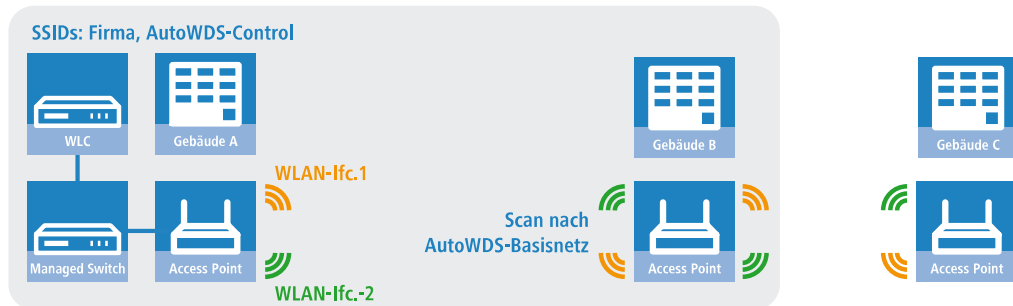 SSIDs: Firma, AutoWDS-Control
WLC
Gebäude A
Gebäude B
Gebäude C
WLAN-Ifc.1
Scan nach
AutoWDS-Basisnetz
Managed Switch
Access Point
Access Point
Access Point
WLAN-Ifc.-2